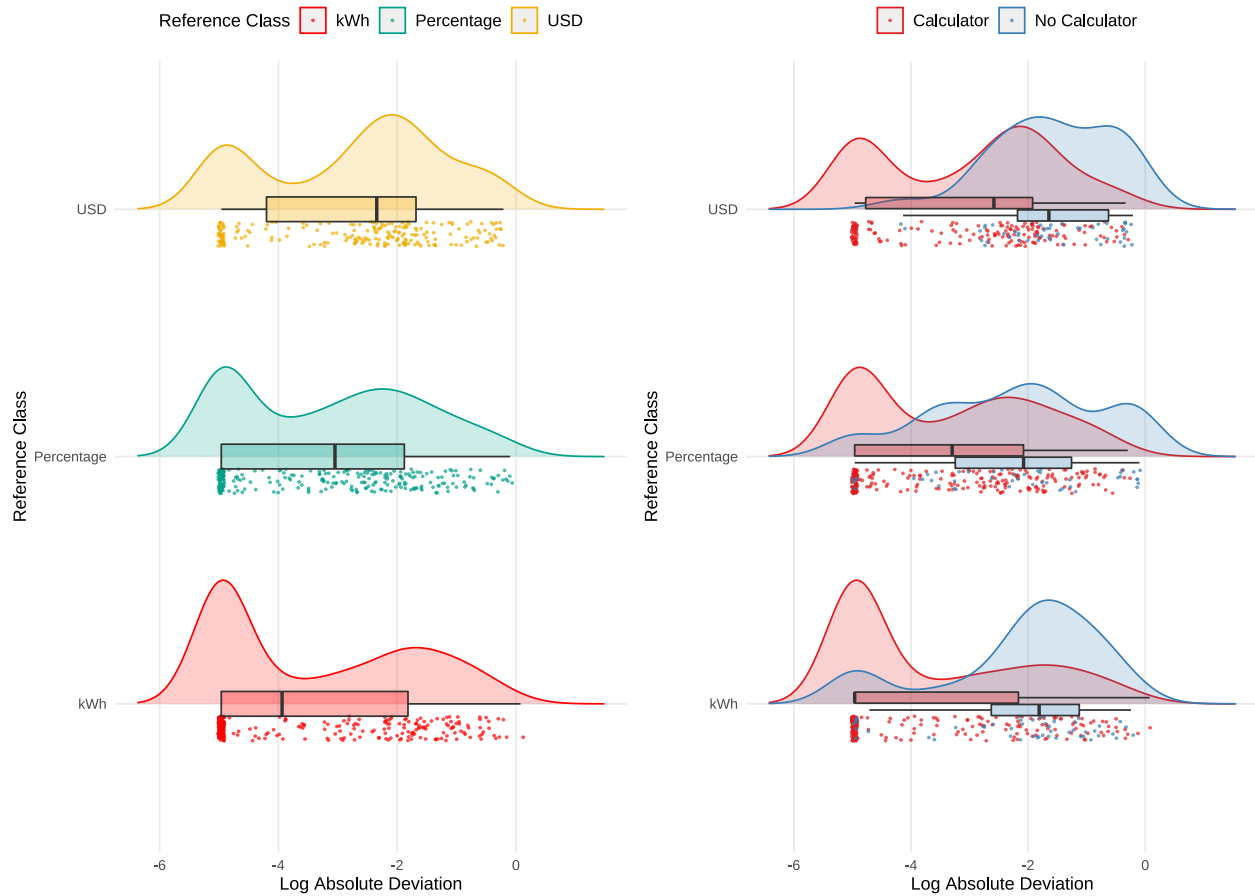 Reference Class kWh Percentage USD
Calculator No Calculator
USD
Percentage
kWh
Reference Class
-6 -4 -2 0
Log Absolute Deviation
USD
Percentage
kWh
Reference Class
-6 -4 -2 0
Log Absolute Deviation